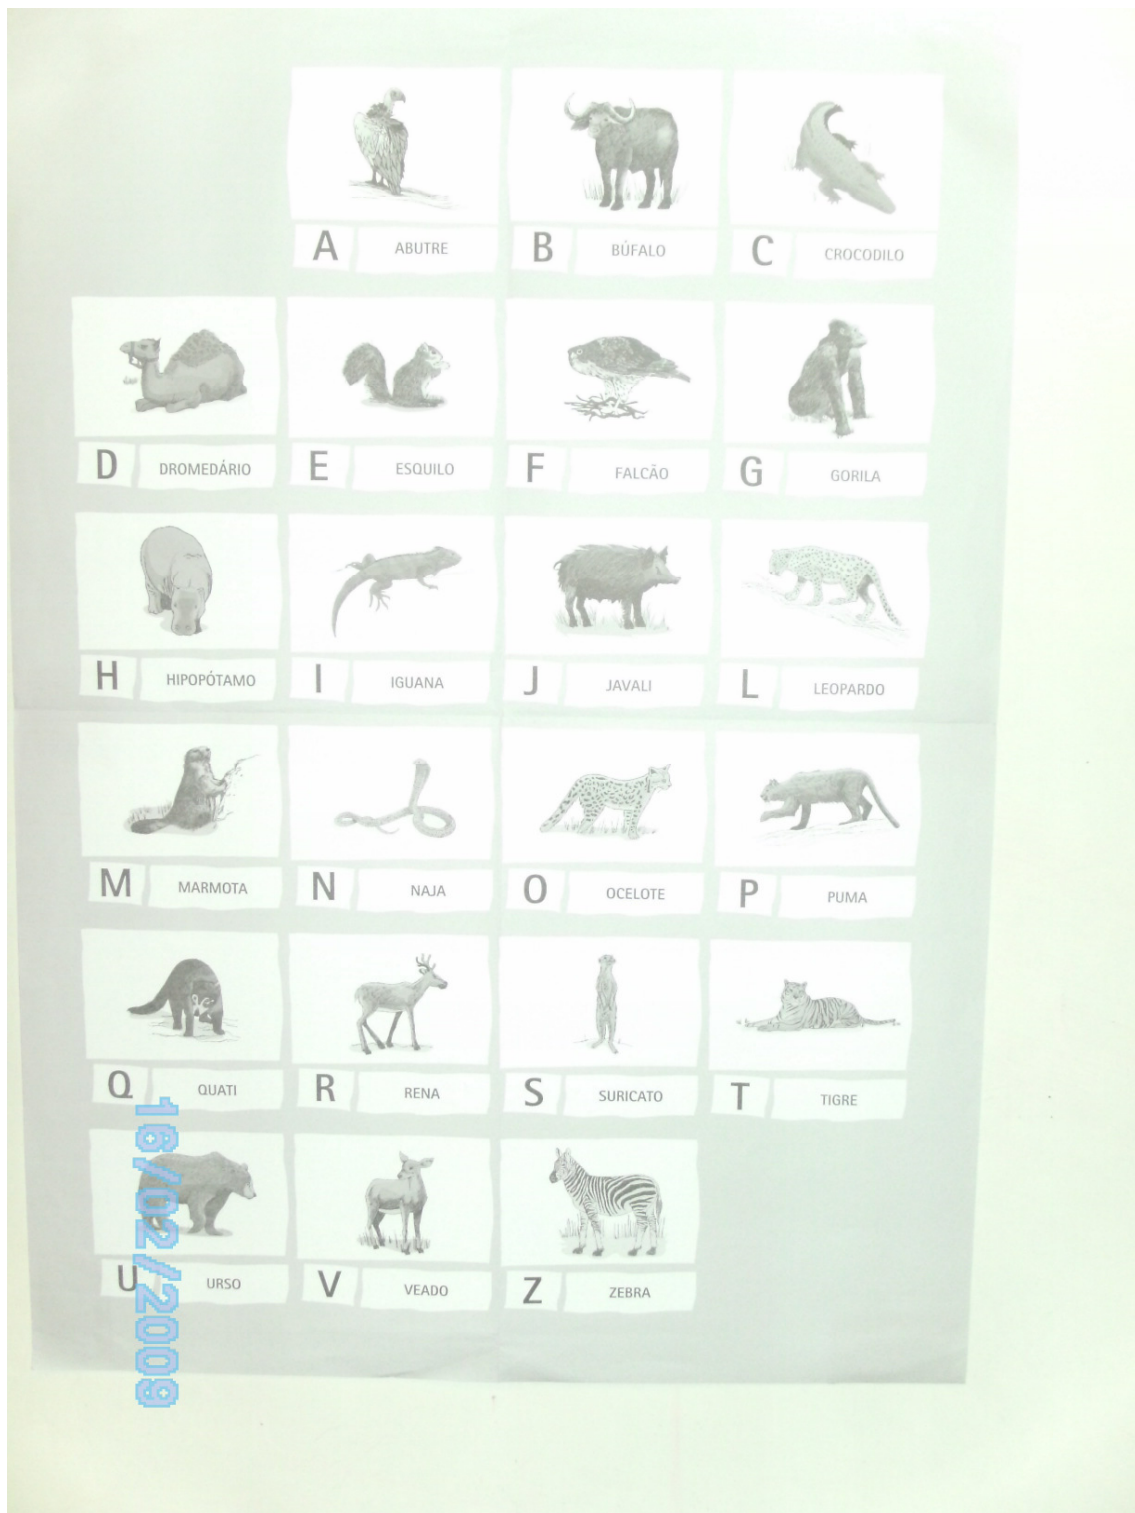 A ABUTRE B BÚFALO C CROCODILO
D DROMEDÁRIO E ESQUILO F FALCÃO G GORILA
H HIPOPÓTAMO I IGUANA J JAVALI L LEOPARDO
M MARMOTA N NAJA O OCELOTE P PUMA
Q QUATI R RENA S SURICATO T TIGRE
U URSO V VEADO Z ZEBRA
16/02/2009